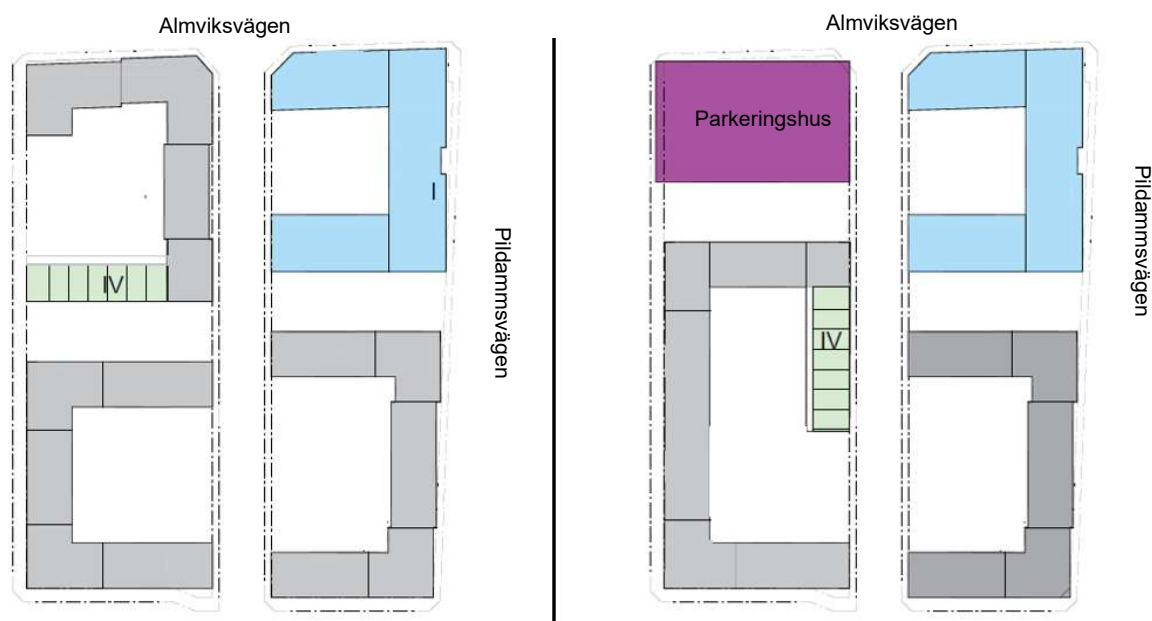 Almviksvägen
I
IV
Pildammsvägen
Almviksvägen
Parkeringshus
IV
Pildammsvägen